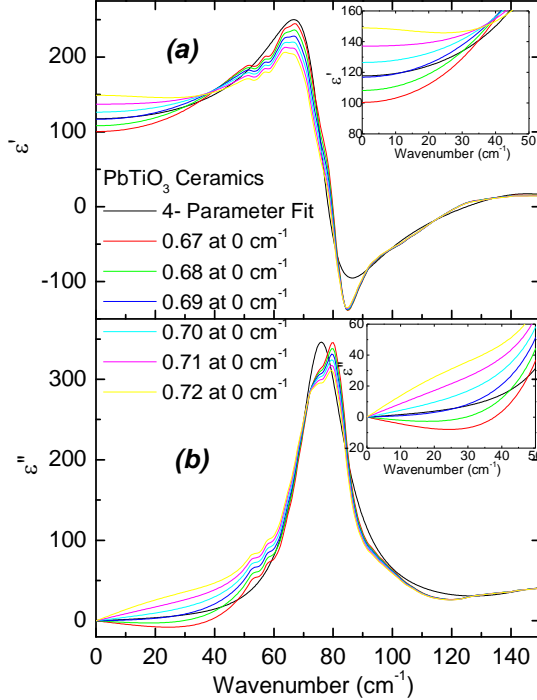 (a)
200
100
0
-100
ε'
160
140
120
100
80
60
0 10 20 30 40 50
ε'
Wavenumber (cm-1)
PbTiO3 Ceramics
4- Parameter Fit
0.67 at 0 cm-1
0.68 at 0 cm-1
0.69 at 0 cm-1
0.70 at 0 cm-1
0.71 at 0 cm-1
0.72 at 0 cm-1
(b)
300
200
100
0
ε"
60
40
20
0
-20
0 10 20 30 40 50
ε"
Wavenumber (cm-1)
0 20 40 60 80 100 120 140
Wavenumber (cm-1)